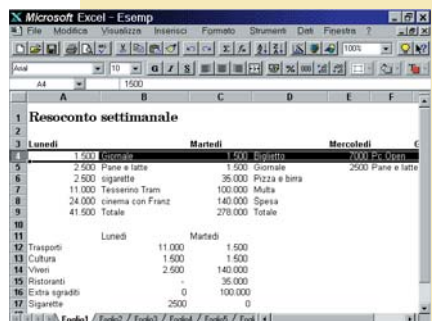 Microsoft Excel - Esemp
File Modifica Visualizza Inserisci Formato Strumenti Dati Finestra ?
100%
Arial 10 G I S
A4 1500
A B C D E F
1 Resoconto settimanale
2
3 Lunedì Martedì Mercoledì G
4 1.500 Giornale 1.500 Biglietto 7000 Pc Open
5 2.500 Pane e latte 1.500 Giornale 2500 Pane e latte
6 2.500 sigarette 35.000 Pizza e birra
7 11.000 Tesserino Tram 100.000 Multa
8 24.000 cinema con Franz 140.000 Spesa
9 41.500 Totale 278.000 Totale
10
11 Lunedì Martedì
12 Trasporti 11.000 1.500
13 Cultura 1.500 1.500
14 Viveri 2.500 140.000
15 Ristoranti - 35.000
16 Extra sgraditi 0 100.000
17 Sigarette 2500 0
Foglio1 Foglio2 Foglio3 Foglio4 Foglio5 Fogli